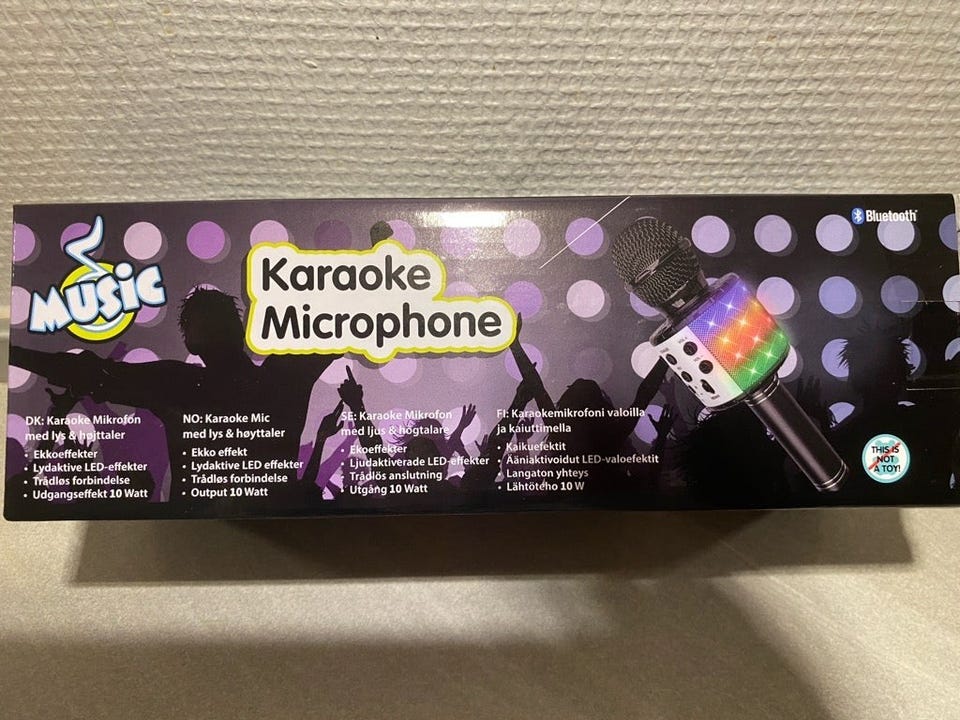 MUSiC
Karaoke
Microphone
Bluetooth
DK: Karaoke Mikrofon
med lys & højttaler
• Ekkoeffekter
• Lydaktive LED-effekter
• Trådløs forbindelse
• Udgangseffekt 10 Watt
NO: Karaoke Mic
med lys & høyttaler
• Ekko effekt
• Lydaktive LED effekter
• Trådløs forbindelse
• Output 10 Watt
SE: Karaoke Mikrofon
med ljus & högtalare
• Ekoeffekter
• Ljudaktiverade LED-effekter
• Trådlös anslutning
• Utgång 10 Watt
FI: Karaokemikrofoni valoilla
ja kaiuttimella
• Kaikuefektit
• Ääniaktivoidut LED-valoefektit
• Langaton yhteys
• Lähtöteho 10 W
THIS IS
NOT
A TOY!